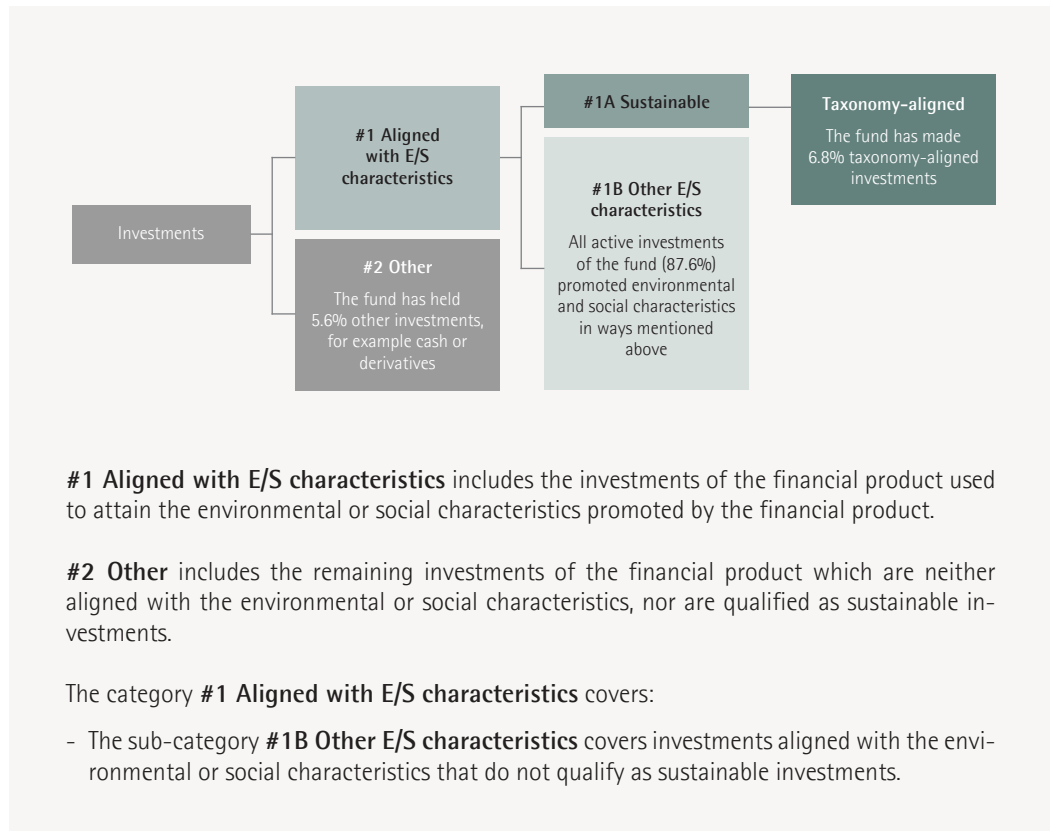 Investments
#1 Aligned
with E/S
characteristics
#2 Other
The fund has held
5.6% other investments,
for example cash or
derivatives
#1A Sustainable
#1B Other E/S
characteristics
All active investments
of the fund (87.6%)
promoted environmental
and social characteristics
in ways mentioned
above
Taxonomy-aligned
The fund has made
6.8% taxonomy-aligned
investments
#1 Aligned with E/S characteristics includes the investments of the financial product used
to attain the environmental or social characteristics promoted by the financial product.
#2 Other includes the remaining investments of the financial product which are neither
aligned with the environmental or social characteristics, nor are qualified as sustainable in-
vestments.
The category #1 Aligned with E/S characteristics covers:
- The sub-category #1B Other E/S characteristics covers investments aligned with the envi-
ronmental or social characteristics that do not qualify as sustainable investments.